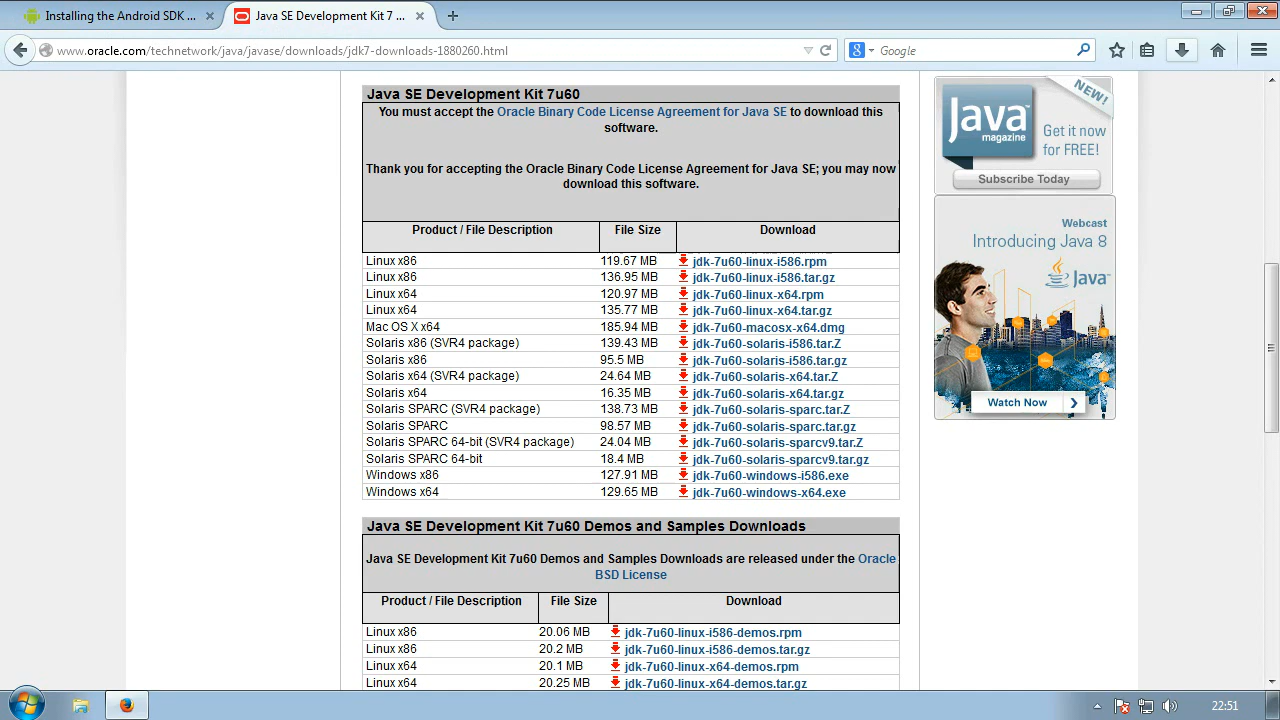 Installing the Android SDK ...
Java SE Development Kit 7 ...
www.oracle.com/technetwork/java/javase/downloads/jdk7-downloads-1880260.html
Google
Java SE Development Kit 7u60
You must accept the Oracle Binary Code License Agreement for Java SE to download this
software.
Thank you for accepting the Oracle Binary Code License Agreement for Java SE; you may now
download this software.
Product / File Description File Size Download
Linux x86 119.67 MB jdk-7u60-linux-i586.rpm
Linux x86 136.95 MB jdk-7u60-linux-i586.tar.gz
Linux x64 120.97 MB jdk-7u60-linux-x64.rpm
Linux x64 135.77 MB jdk-7u60-linux-x64.tar.gz
Mac OS X x64 185.94 MB jdk-7u60-macosx-x64.dmg
Solaris x86 (SVR4 package) 139.43 MB jdk-7u60-solaris-i586.tar.Z
Solaris x86 95.5 MB jdk-7u60-solaris-i586.tar.gz
Solaris x64 (SVR4 package) 24.64 MB jdk-7u60-solaris-x64.tar.Z
Solaris x64 16.35 MB jdk-7u60-solaris-x64.tar.gz
Solaris SPARC (SVR4 package) 138.73 MB jdk-7u60-solaris-sparc.tar.Z
Solaris SPARC 98.57 MB jdk-7u60-solaris-sparc.tar.gz
Solaris SPARC 64-bit (SVR4 package) 24.04 MB jdk-7u60-solaris-sparcv9.tar.Z
Solaris SPARC 64-bit 18.4 MB jdk-7u60-solaris-sparcv9.tar.gz
Windows x86 127.91 MB jdk-7u60-windows-i586.exe
Windows x64 129.65 MB jdk-7u60-windows-x64.exe
Java SE Development Kit 7u60 Demos and Samples Downloads
Java SE Development Kit 7u60 Demos and Samples Downloads are released under the Oracle
BSD License
Product / File Description File Size Download
Linux x86 20.06 MB jdk-7u60-linux-i586-demos.rpm
Linux x86 20.2 MB jdk-7u60-linux-i586-demos.tar.gz
Linux x64 20.1 MB jdk-7u60-linux-x64-demos.rpm
Linux x64 20.25 MB jdk-7u60-linux-x64-demos.tar.gz
NEW!
Java
magazine
Get it now
for FREE!
Subscribe Today
Webcast
Introducing Java 8
Java
Watch Now
22:51